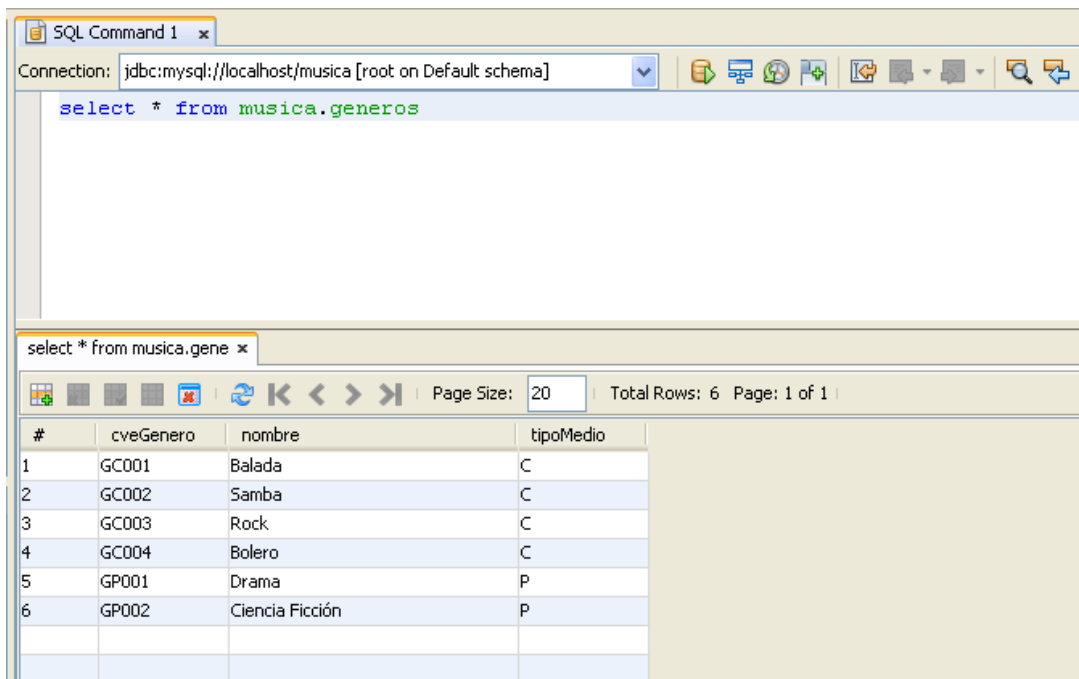 SQL Command 1 x
Connection: jdbc:mysql://localhost/musica [root on Default schema]
select * from musica.generos
select * from musica.gene x
Page Size: 20 Total Rows: 6 Page: 1 of 1
# cveGenero nombre tipoMedio
1 GC001 Balada C
2 GC002 Samba C
3 GC003 Rock C
4 GC004 Bolero C
5 GP001 Drama P
6 GP002 Ciencia Ficción P